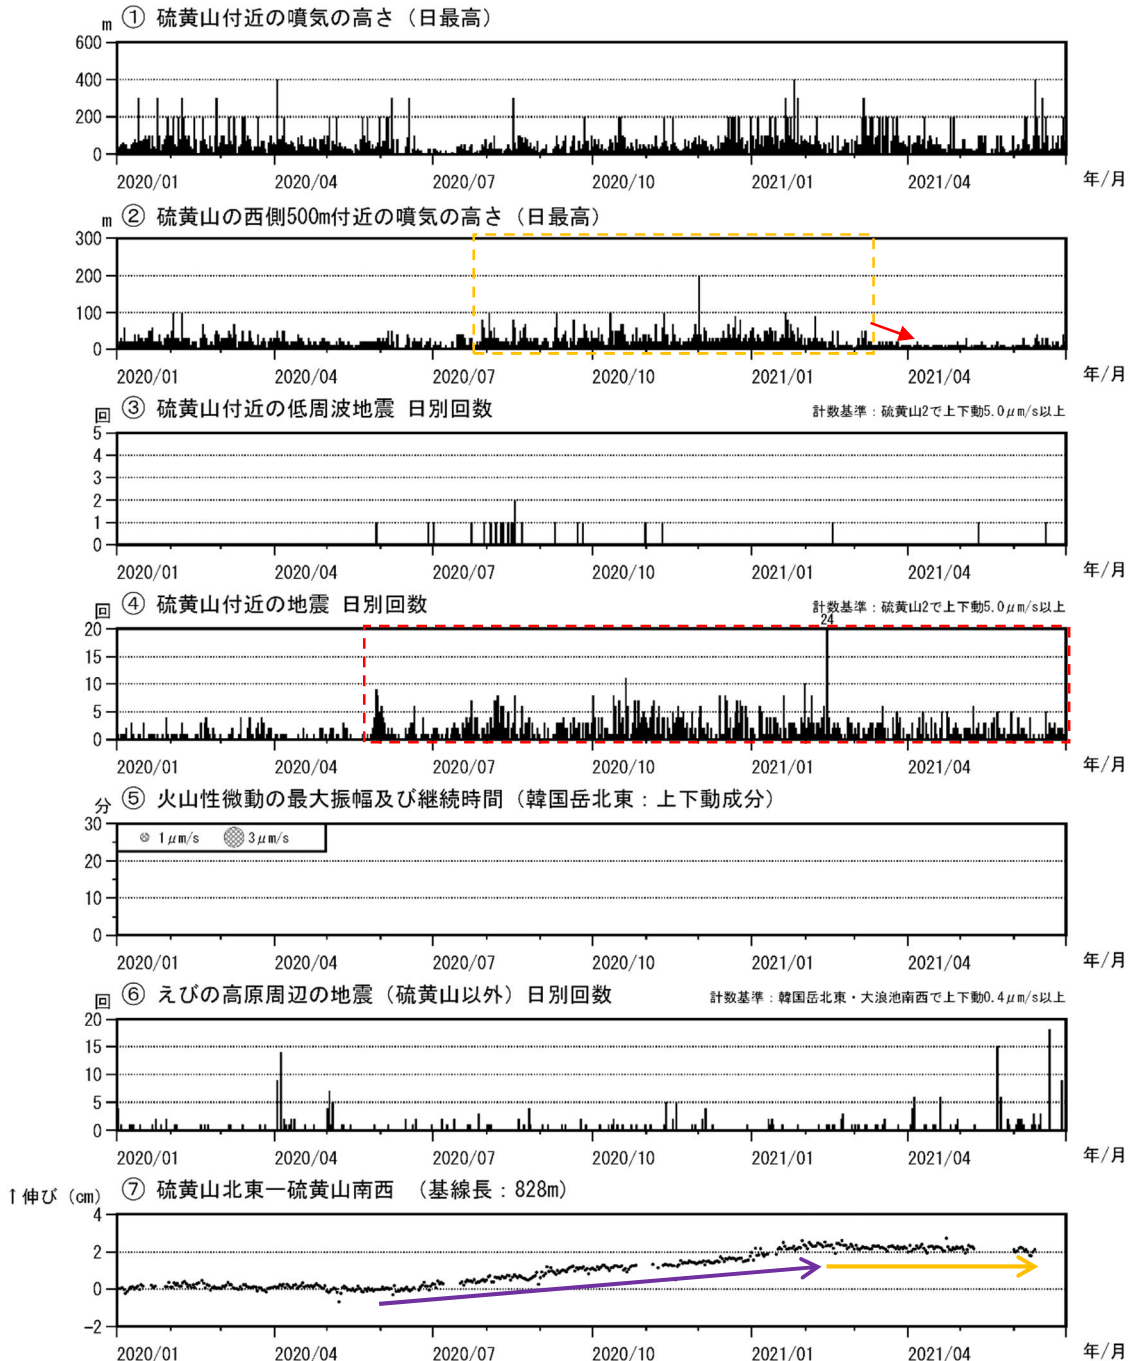 m ① 硫黄山付近の噴気の高さ（日最高）
600
400
200
0
2020/01 2020/04 2020/07 2020/10 2021/01 2021/04 年/月
m ② 硫黄山の西側500m付近の噴気の高さ（日最高）
300
200
100
0
2020/01 2020/04 2020/07 2020/10 2021/01 2021/04 年/月
回 ③ 硫黄山付近の低周波地震 日別回数 計数基準：硫黄山2で上下動5.0μm/s以上
5
4
3
2
1
0
2020/01 2020/04 2020/07 2020/10 2021/01 2021/04 年/月
回 ④ 硫黄山付近の地震 日別回数 計数基準：硫黄山2で上下動5.0μm/s以上
24
20
15
10
5
0
2020/01 2020/04 2020/07 2020/10 2021/01 2021/04 年/月
分 ⑤ 火山性微動の最大振幅及び継続時間（韓国岳北東：上下動成分）
30
1μm/s 3μm/s
20
10
0
2020/01 2020/04 2020/07 2020/10 2021/01 2021/04 年/月
回 ⑥ えびの高原周辺の地震（硫黄山以外）日別回数 計数基準：韓国岳北東・大浪池南西で上下動0.4μm/s以上
20
15
10
5
0
2020/01 2020/04 2020/07 2020/10 2021/01 2021/04 年/月
↑伸び（cm） ⑦ 硫黄山北東－硫黄山南西 （基線長：828m）
4
2
0
-2
2020/01 2020/04 2020/07 2020/10 2021/01 2021/04 年/月